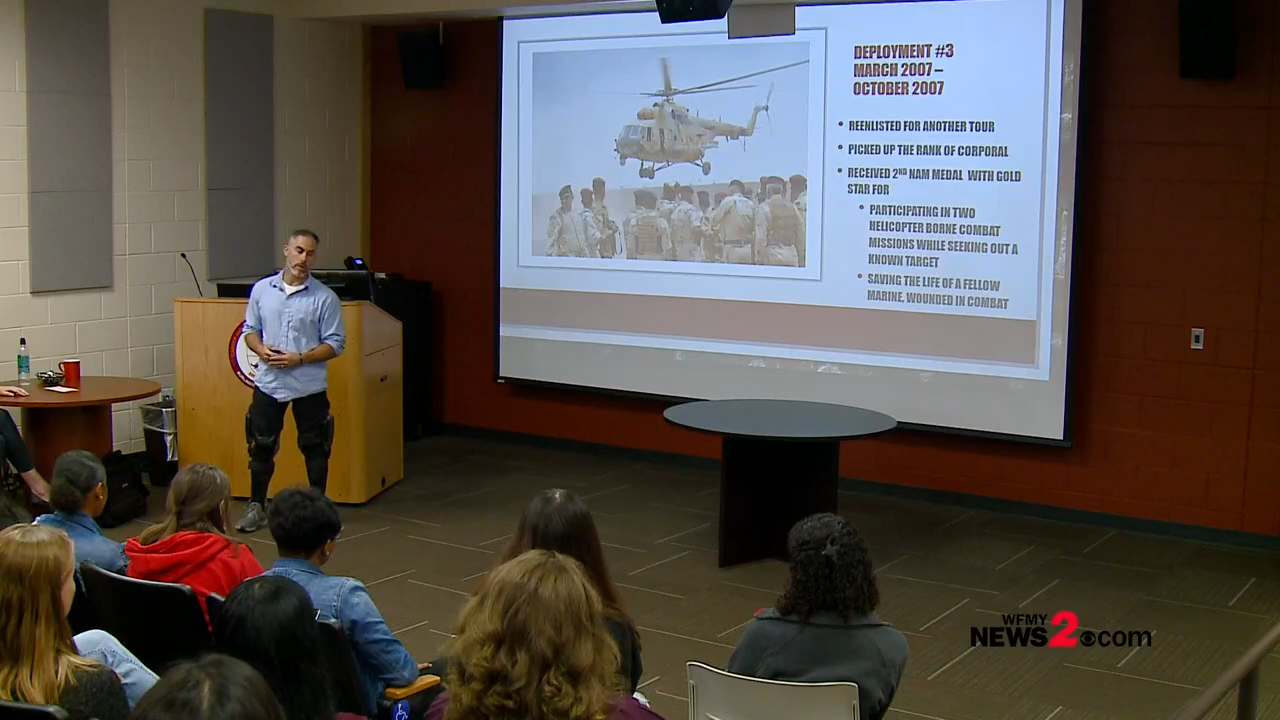 DEPLOYMENT #3
MARCH 2007 –
OCTOBER 2007
• REENLISTED FOR ANOTHER TOUR
• PICKED UP THE RANK OF CORPORAL
• RECEIVED 2ND NAM MEDAL WITH GOLD
STAR FOR
• PARTICIPATING IN TWO
HELICOPTER BORNE COMBAT
MISSIONS WHILE SEEKING OUT A
KNOWN TARGET
• SAVING THE LIFE OF A FELLOW
MARINE, WOUNDED IN COMBAT
WFMY
NEWS 2 com